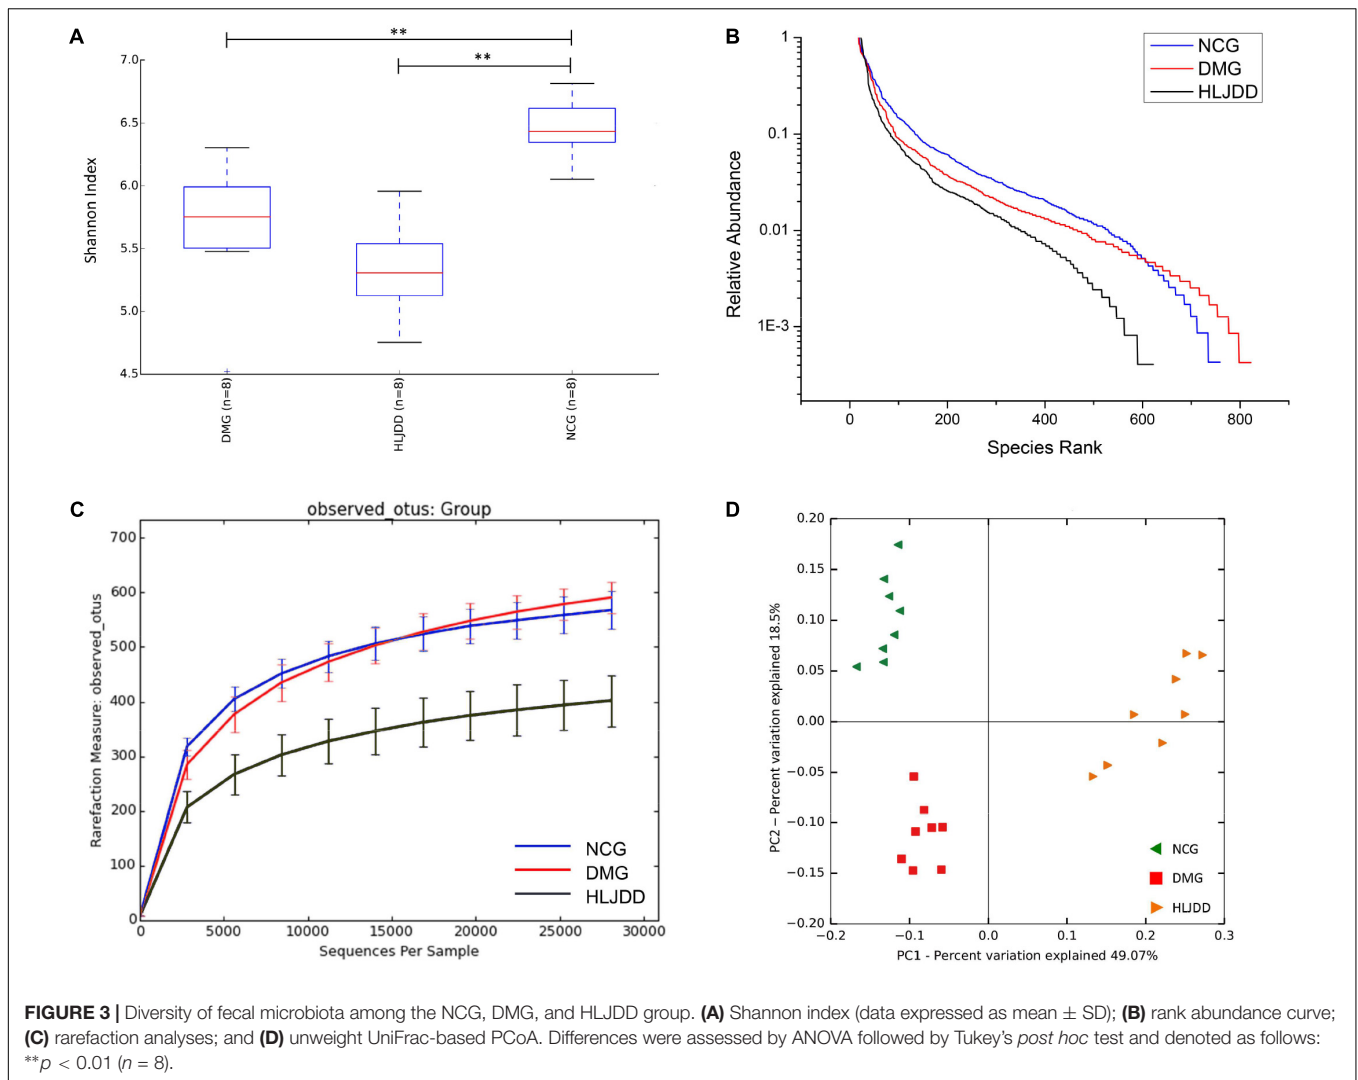 A
**
**
7.0
6.5
6.0
5.5
5.0
4.5
Shannon Index
DMG (n=8)
HLJDD (n=8)
NCG (n=8)
B
NCG
DMG
HLJDD
1
0.1
0.01
1E-3
Relative Abundance
0 200 400 600 800
Species Rank
C
observed_otus: Group
700
600
500
400
300
200
100
0
Rarefaction Measure: observed_otus
NCG
DMG
HLJDD
0 5000 10000 15000 20000 25000 30000
Sequences Per Sample
D
0.20
0.15
0.10
0.05
0.00
−0.05
−0.10
−0.15
−0.20
PC2 – Percent variation explained 18.5%
NCG
DMG
HLJDD
−0.2 −0.1 0.0 0.1 0.2 0.3
PC1 - Percent variation explained 49.07%
FIGURE 3 | Diversity of fecal microbiota among the NCG, DMG, and HLJDD group. (A) Shannon index (data expressed as mean ± SD); (B) rank abundance curve;
(C) rarefaction analyses; and (D) unweight UniFrac-based PCoA. Differences were assessed by ANOVA followed by Tukey's post hoc test and denoted as follows:
**p < 0.01 (n = 8).